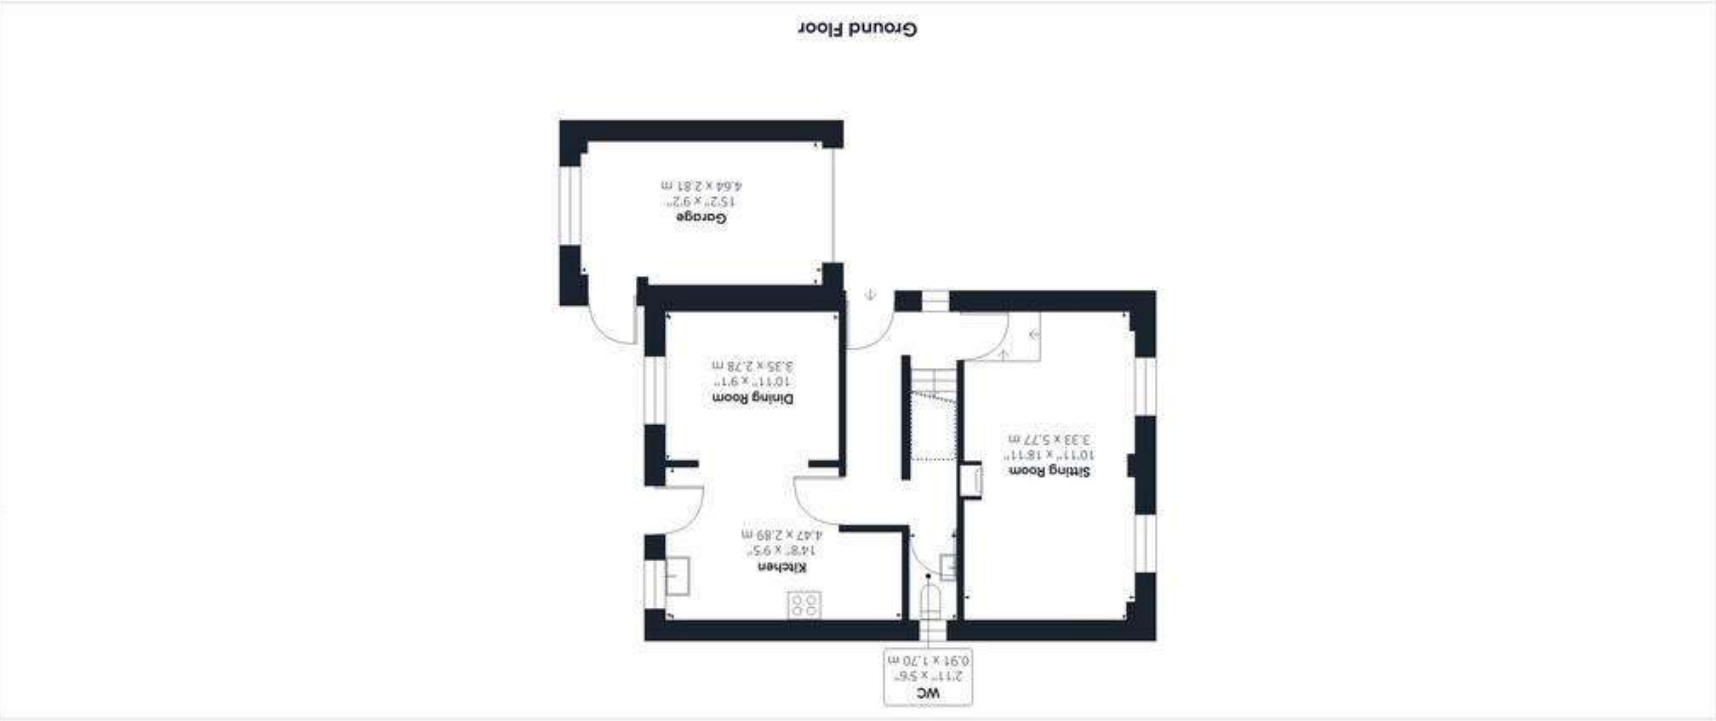 WC
2'11" x 5'6"
0.91 x 1.70 m
Kitchen
14'8" x 9'5"
4.47 x 2.89 m
Sitting Room
10'11" x 18'11"
3.33 x 5.77 m
Dining Room
10'11" x 9'1"
3.35 x 2.78 m
Garage
15'2" x 9'2"
4.64 x 2.81 m
Ground Floor